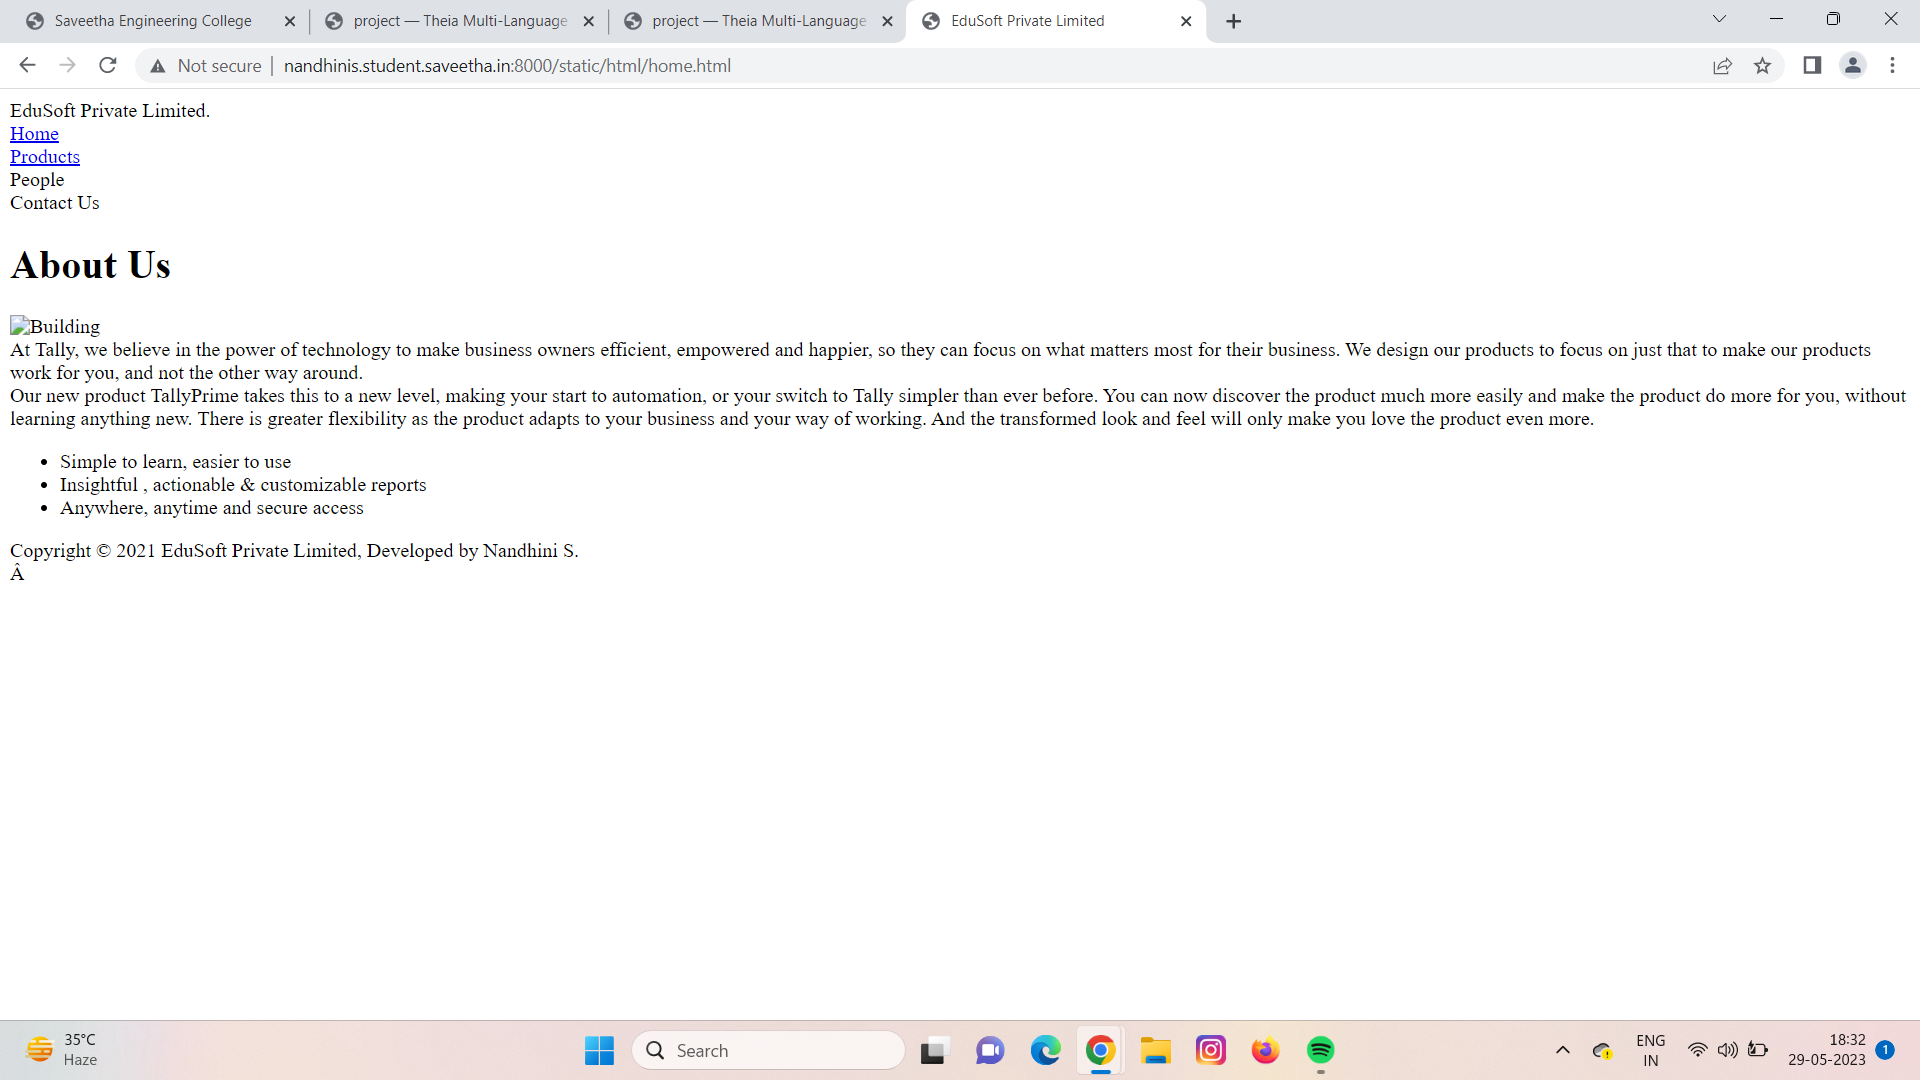 Saveetha Engineering College
project — Theia Multi-Language
project — Theia Multi-Language
EduSoft Private Limited
Not secure
nandhinis.student.saveetha.in:8000/static/html/home.html
EduSoft Private Limited.
Home
Products
People
Contact Us
About Us
Building
At Tally, we believe in the power of technology to make business owners efficient, empowered and happier, so they can focus on what matters most for their business. We design our products to focus on just that to make our products
work for you, and not the other way around.
Our new product TallyPrime takes this to a new level, making your start to automation, or your switch to Tally simpler than ever before. You can now discover the product much more easily and make the product do more for you, without
learning anything new. There is greater flexibility as the product adapts to your business and your way of working. And the transformed look and feel will only make you love the product even more.
• Simple to learn, easier to use
• Insightful , actionable & customizable reports
• Anywhere, anytime and secure access
Copyright © 2021 EduSoft Private Limited, Developed by Nandhini S.
Â
35°C
Haze
Search
ENG
IN
18:32
29-05-2023
1